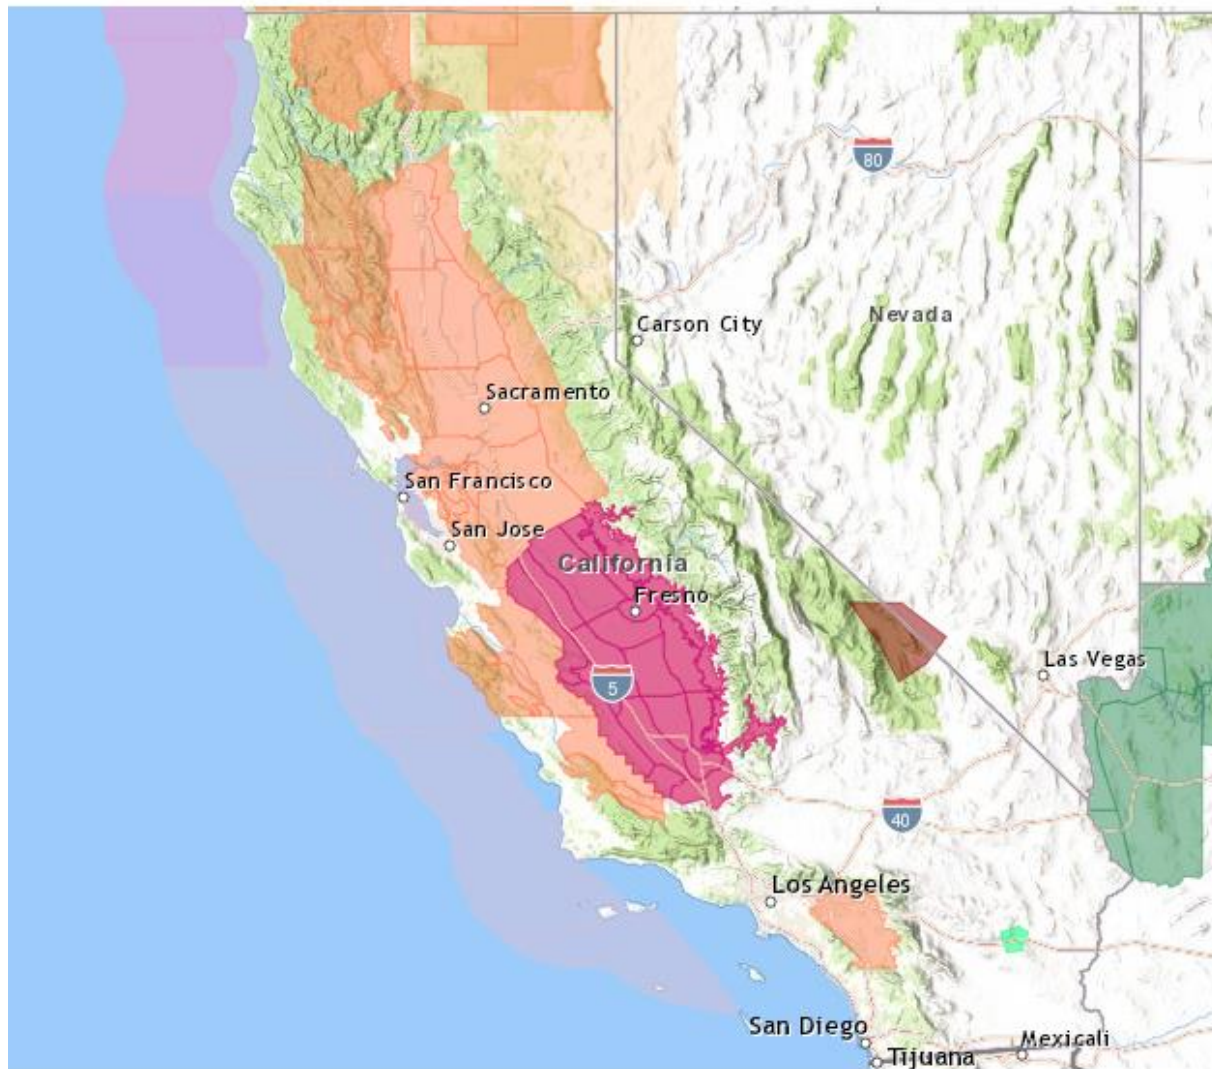 80
Nevada
Carson City
Sacramento
San Francisco
San Jose
California
Fresno
Las Vegas
5
40
Los Angeles
San Diego
Tijuana
Mexicali